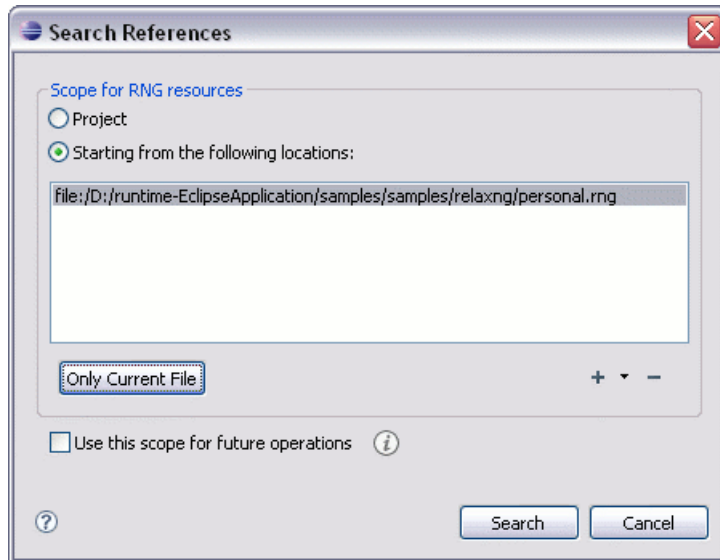 Search References
Scope for RNG resources
Project
Starting from the following locations:
file:/D:/runtime-EclipseApplication/samples/samples/relaxng/personal.rng
Only Current File
+ -
Use this scope for future operations i
?
Search Cancel